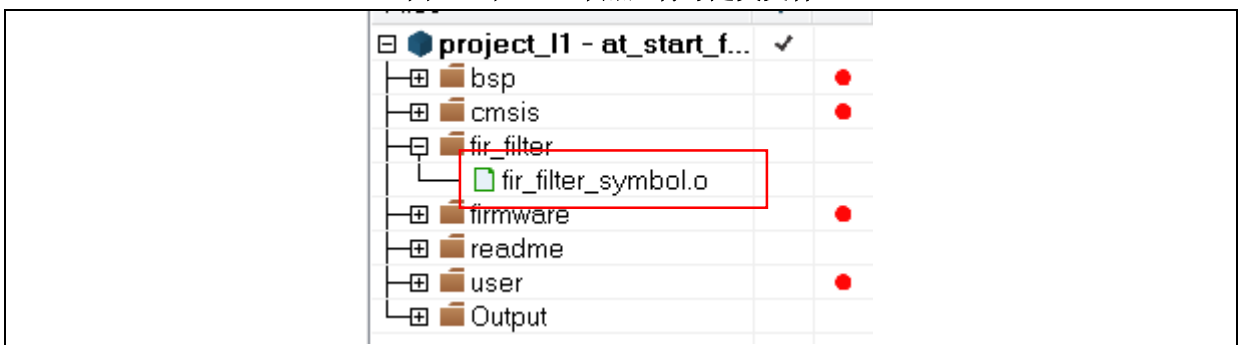 project_l1 - at_start_f...
bsp
cmsis
fir_filter
fir_filter_symbol.o
firmware
readme
user
Output